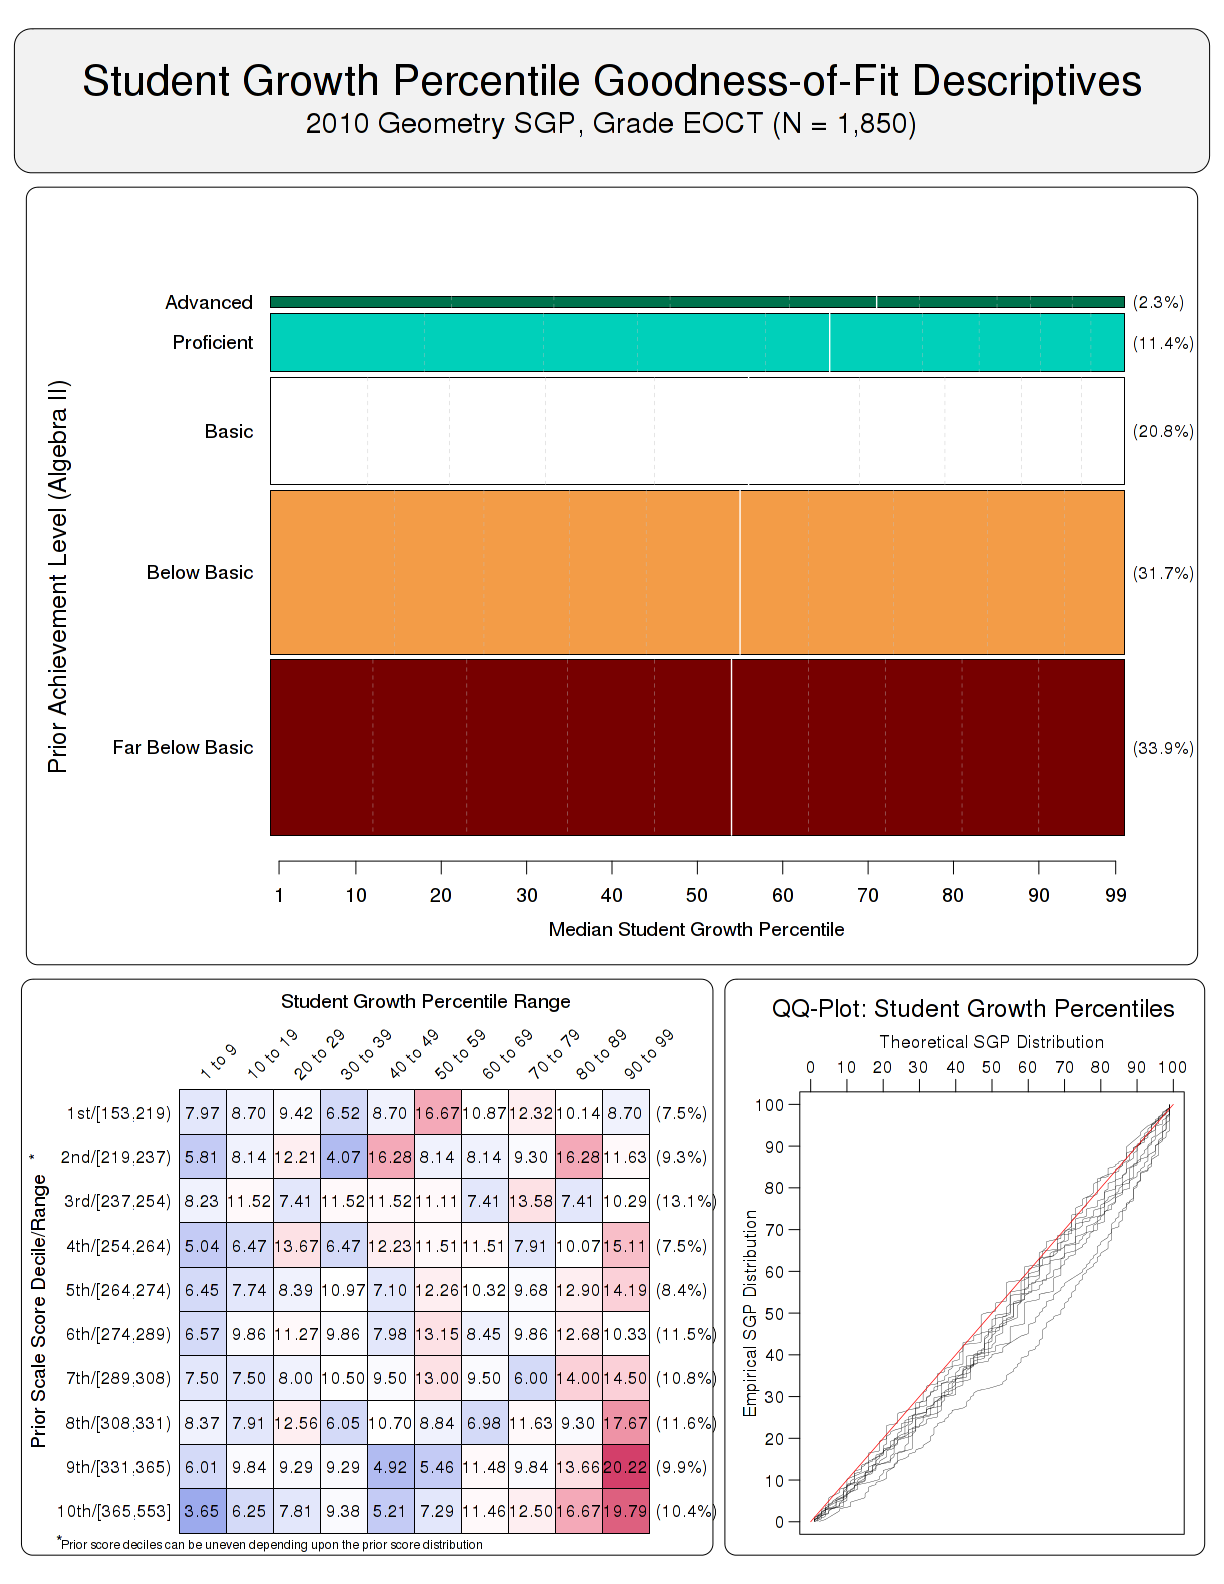 Student Growth Percentile Goodness-of-Fit Descriptives
2010 Geometry SGP, Grade EOCT (N = 1,850)
Prior Achievement Level (Algebra II)
Advanced (2.3%)
Proficient (11.4%)
Basic (20.8%)
Below Basic (31.7%)
Far Below Basic (33.9%)
1 10 20 30 40 50 60 70 80 90 99
Median Student Growth Percentile
Student Growth Percentile Range
1 to 9 10 to 19 20 to 29 30 to 39 40 to 49 50 to 59 60 to 69 70 to 79 80 to 89 90 to 99
Prior Scale Score Decile/Range *
1st/[153,219) 7.97 8.70 9.42 6.52 8.70 16.67 10.87 12.32 10.14 8.70 (7.5%)
2nd/[219,237) 5.81 8.14 12.21 4.07 16.28 8.14 8.14 9.30 16.28 11.63 (9.3%)
3rd/[237,254) 8.23 11.52 7.41 11.52 11.52 11.11 7.41 13.58 7.41 10.29 (13.1%)
4th/[254,264) 5.04 6.47 13.67 6.47 12.23 11.51 11.51 7.91 10.07 15.11 (7.5%)
5th/[264,274) 6.45 7.74 8.39 10.97 7.10 12.26 10.32 9.68 12.90 14.19 (8.4%)
6th/[274,289) 6.57 9.86 11.27 9.86 7.98 13.15 8.45 9.86 12.68 10.33 (11.5%)
7th/[289,308) 7.50 7.50 8.00 10.50 9.50 13.00 9.50 6.00 14.00 14.50 (10.8%)
8th/[308,331) 8.37 7.91 12.56 6.05 10.70 8.84 6.98 11.63 9.30 17.67 (11.6%)
9th/[331,365) 6.01 9.84 9.29 9.29 4.92 5.46 11.48 9.84 13.66 20.22 (9.9%)
10th/[365,553] 3.65 6.25 7.81 9.38 5.21 7.29 11.46 12.50 16.67 19.79 (10.4%)
*Prior score deciles can be uneven depending upon the prior score distribution
QQ-Plot: Student Growth Percentiles
Theoretical SGP Distribution
0 10 20 30 40 50 60 70 80 90 100
Empirical SGP Distribution
100
90
80
70
60
50
40
30
20
10
0